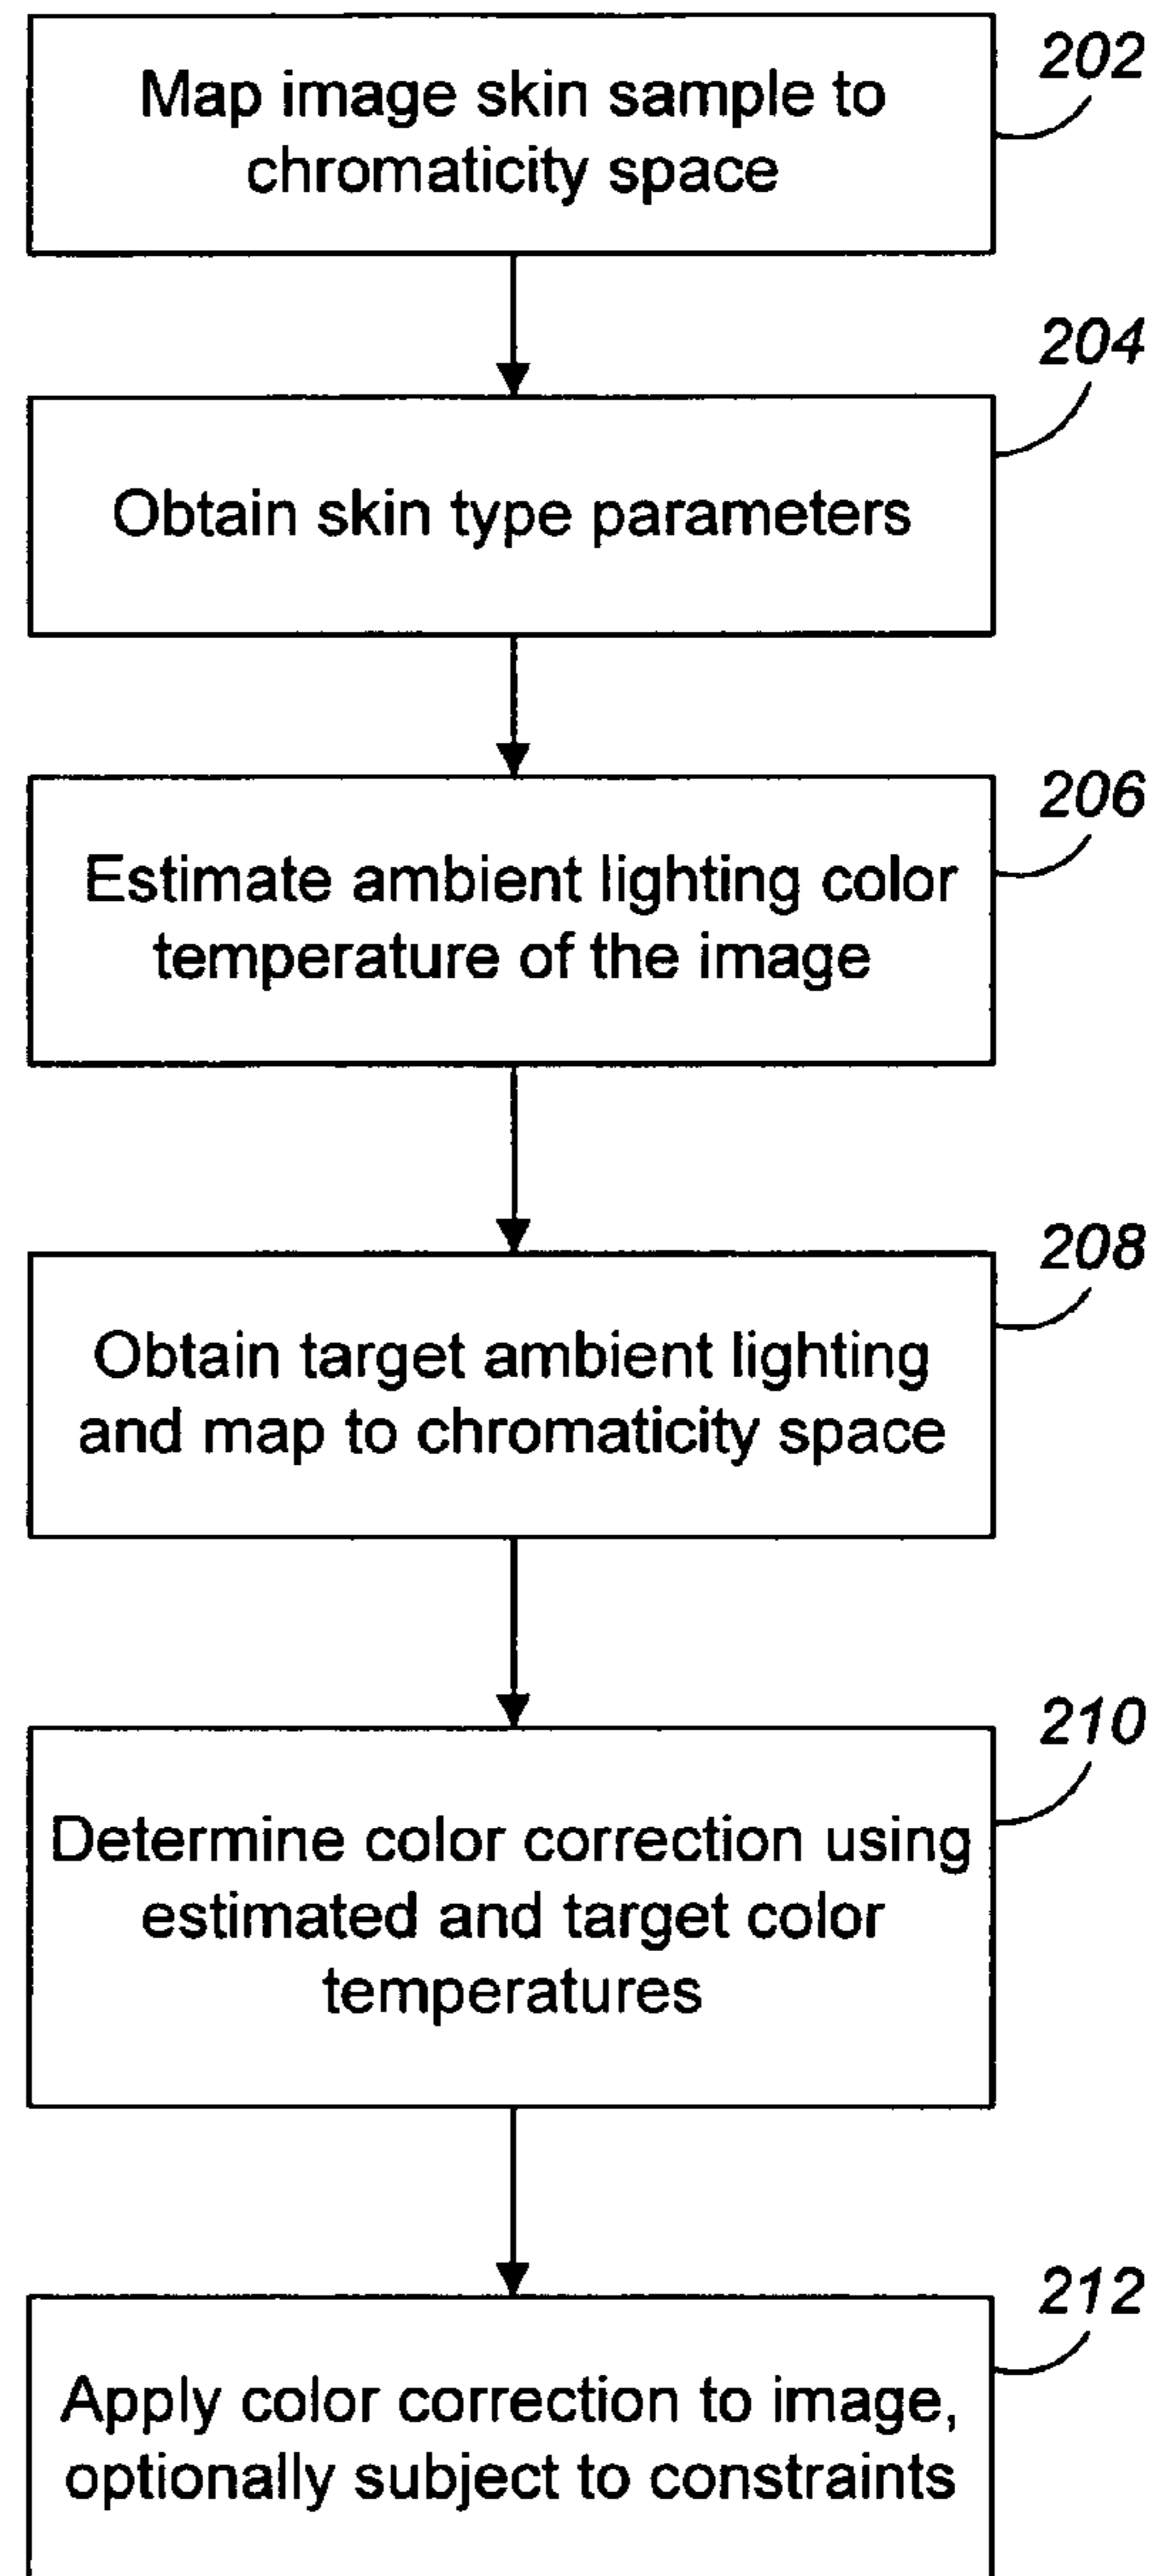 202
Map image skin sample to
chromaticity space
204
Obtain skin type parameters
206
Estimate ambient lighting color
temperature of the image
208
Obtain target ambient lighting
and map to chromaticity space
210
Determine color correction using
estimated and target color
temperatures
212
Apply color correction to image,
optionally subject to constraints